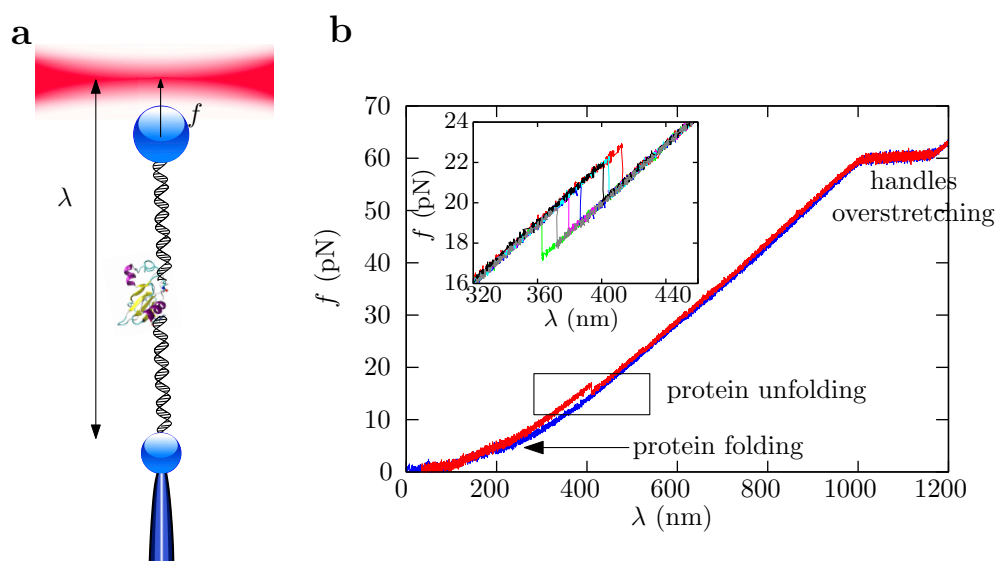 a
f
λ
b
f (pN)
70
60
50
40
30
20
10
0
0 200 400 600 800 1000 1200
λ (nm)
handles
overstretching
protein unfolding
protein folding
f (pN)
24
22
20
18
16
320 360 400 440
λ (nm)